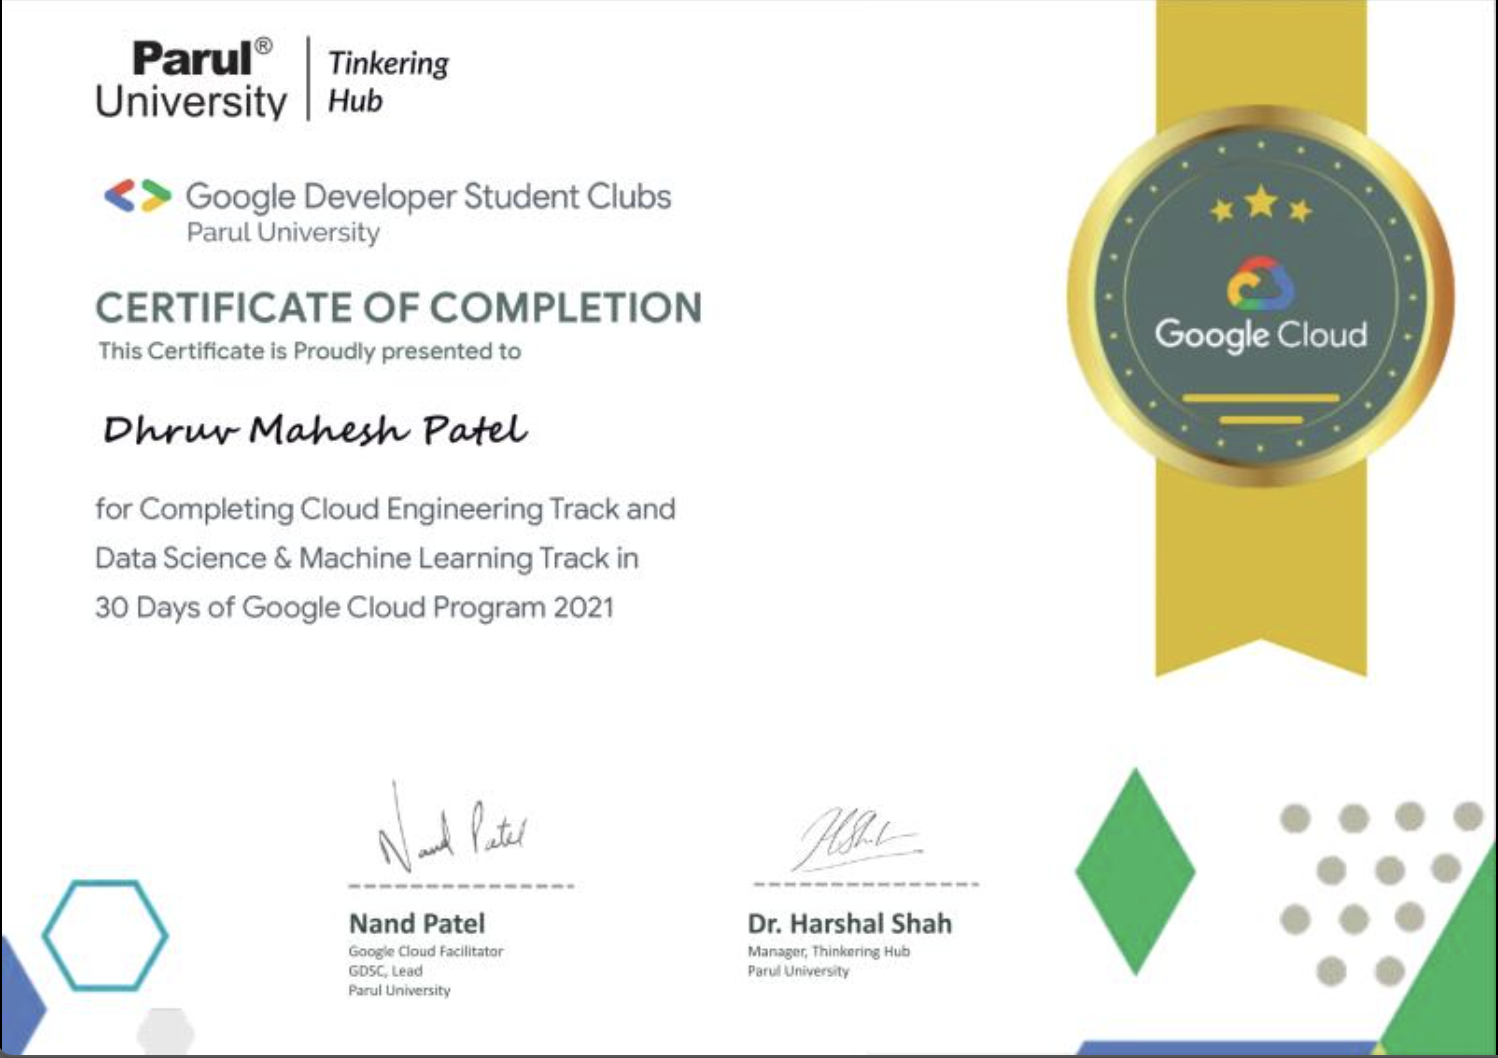 Parul®
University
Tinkering
Hub
Google Developer Student Clubs
Parul University
CERTIFICATE OF COMPLETION
This Certificate is Proudly presented to
Dhruv Mahesh Patel
for Completing Cloud Engineering Track and
Data Science & Machine Learning Track in
30 Days of Google Cloud Program 2021
Google Cloud
Nand Patel
Nand Patel
Google Cloud Facilitator
GDSC, Lead
Parul University
Dr. Harshal Shah
Manager, Thinkering Hub
Parul University